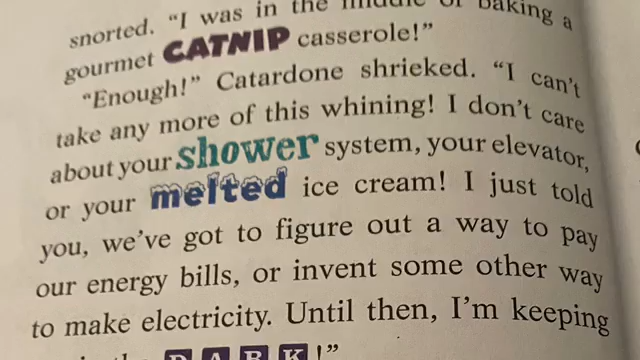 snorted. "I was in the middle of baking a
gourmet CATNIP casserole!"
"Enough!" Catardone shrieked. "I can't
take any more of this whining! I don't care
about your shower system, your elevator,
or your melted ice cream! I just told
you, we've got to figure out a way to pay
our energy bills, or invent some other way
to make electricity. Until then, I'm keeping
DARK!"